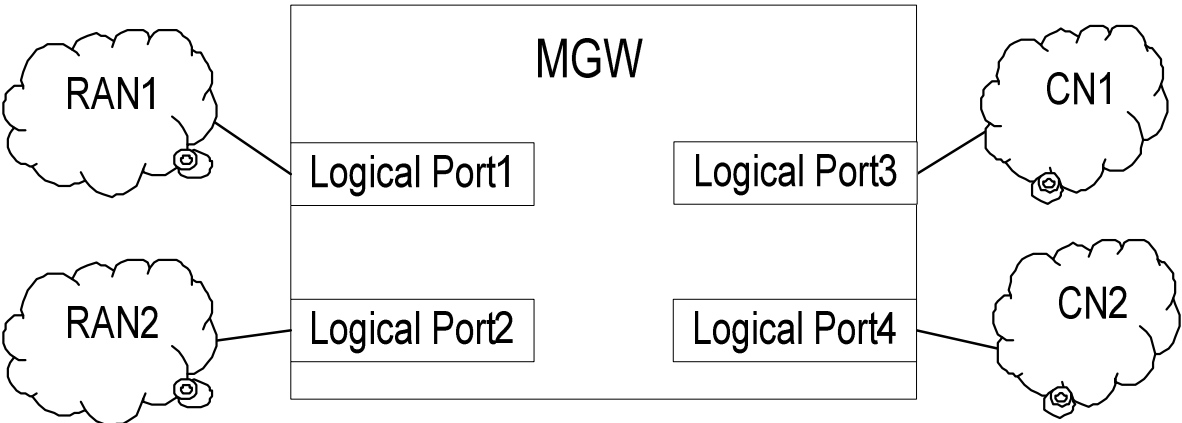 MGW
RAN1
CN1
Logical Port1
Logical Port3
RAN2
CN2
Logical Port2
Logical Port4